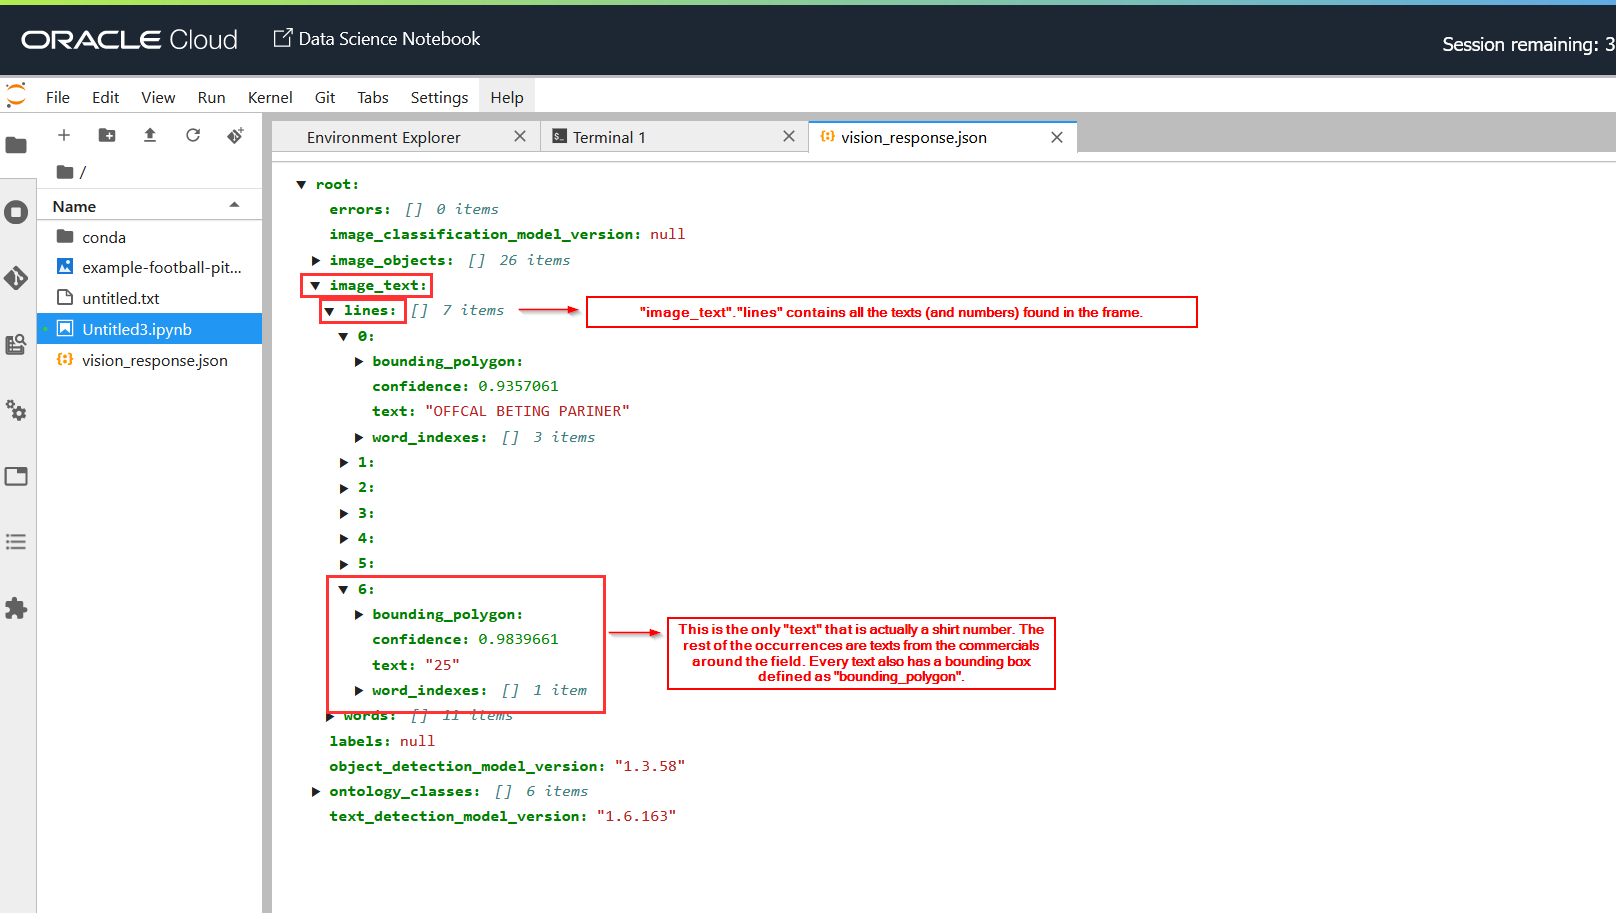 ORACLE Cloud Data Science Notebook
Session remaining: 3
File Edit View Run Kernel Git Tabs Settings Help
Environment Explorer Terminal 1 vision_response.json
/
Name
conda
example-football-pit...
untitled.txt
Untitled3.ipynb
vision_response.json
root:
errors: [] 0 items
image_classification_model_version: null
image_objects: [] 26 items
image_text:
lines: [] 7 items
"image_text"."lines" contains all the texts (and numbers) found in the frame.
0:
bounding_polygon:
confidence: 0.9357061
text: "OFFCAL BETING PARINER"
word_indexes: [] 3 items
1:
2:
3:
4:
5:
6:
bounding_polygon:
confidence: 0.9839661
text: "25"
word_indexes: [] 1 item
This is the only "text" that is actually a shirt number. The
rest of the occurrences are texts from the commercials
around the field. Every text also has a bounding box
defined as "bounding_polygon".
words: [] 11 items
labels: null
object_detection_model_version: "1.3.58"
ontology_classes: [] 6 items
text_detection_model_version: "1.6.163"